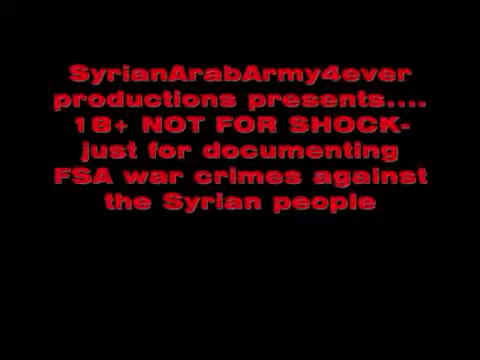 SyrianArabArmy4ever
productions presents....
18+ NOT FOR SHOCK-
just for documenting
FSA war crimes against
the Syrian people